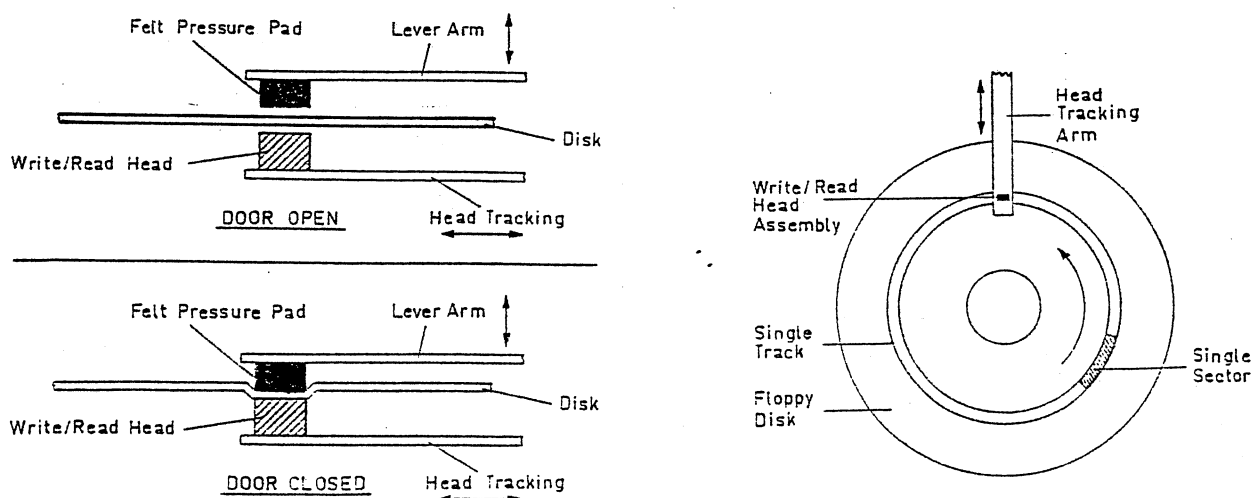 Felt Pressure Pad
Lever Arm
Disk
Write/Read Head
DOOR OPEN
Head Tracking
Felt Pressure Pad
Lever Arm
Disk
Write/Read Head
DOOR CLOSED
Head Tracking
Head
Tracking
Arm
Write/Read
Head
Assembly
Single
Track
Single
Sector
Floppy
Disk